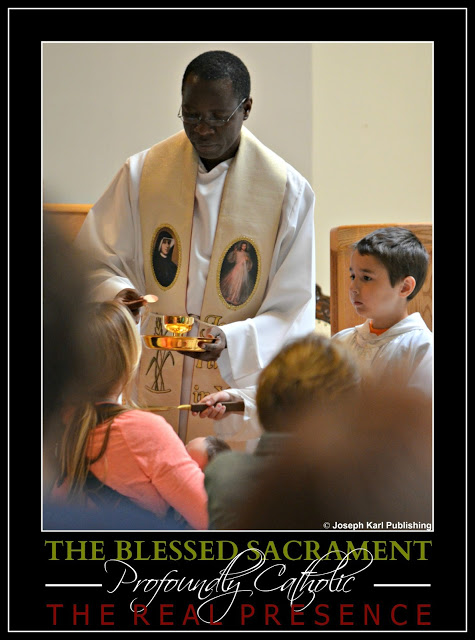 © Joseph Karl Publishing
THE BLESSED SACRAMENT
Profoundly Catholic
THE REAL PRESENCE